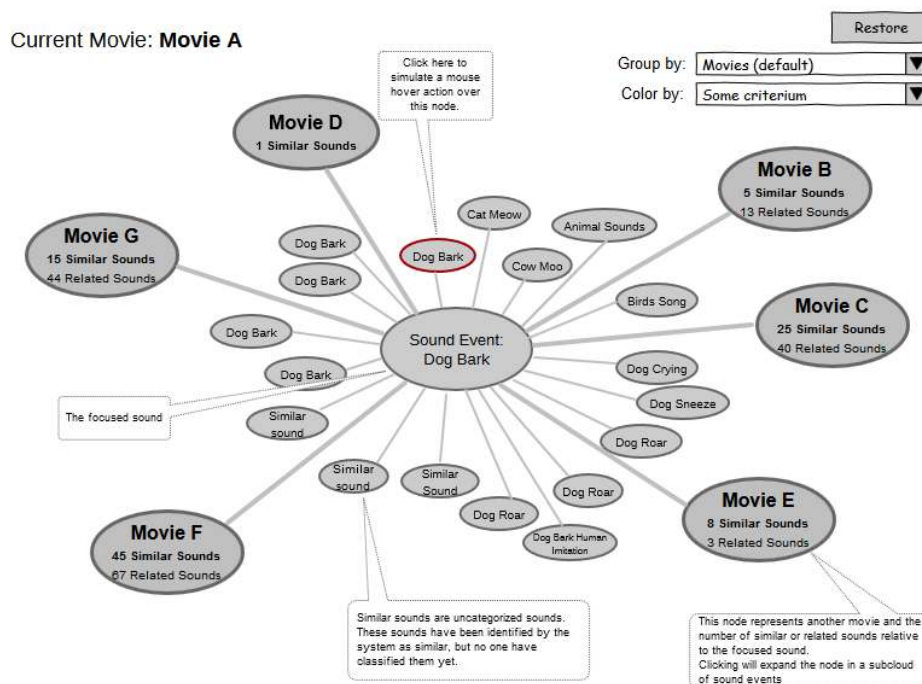 Current Movie: Movie A
Restore
Group by:
Movies (default)
Color by:
Some criterium
Click here to
simulate a mouse
hover action over
this node.
Movie D
1 Similar Sounds
Movie B
5 Similar Sounds
13 Related Sounds
Cat Meow
Animal Sounds
Movie G
15 Similar Sounds
44 Related Sounds
Dog Bark
Dog Bark
Dog Bark
Cow Moo
Birds Song
Movie C
25 Similar Sounds
40 Related Sounds
Dog Bark
Sound Event:
Dog Bark
Dog Bark
Dog Crying
Dog Sneeze
The focused sound
Similar
sound
Dog Roar
Similar
sound
Similar
Sound
Dog Roar
Dog Roar
Dog Bark Human
Imitation
Movie E
8 Similar Sounds
3 Related Sounds
Movie F
45 Similar Sounds
67 Related Sounds
Similar sounds are uncategorized sounds.
These sounds have been identified by the
system as similar, but no one have
classified them yet.
This node represents another movie and the
number of similar or related sounds relative
to the focused sound.
Clicking will expand the node in a subcloud
of sound events